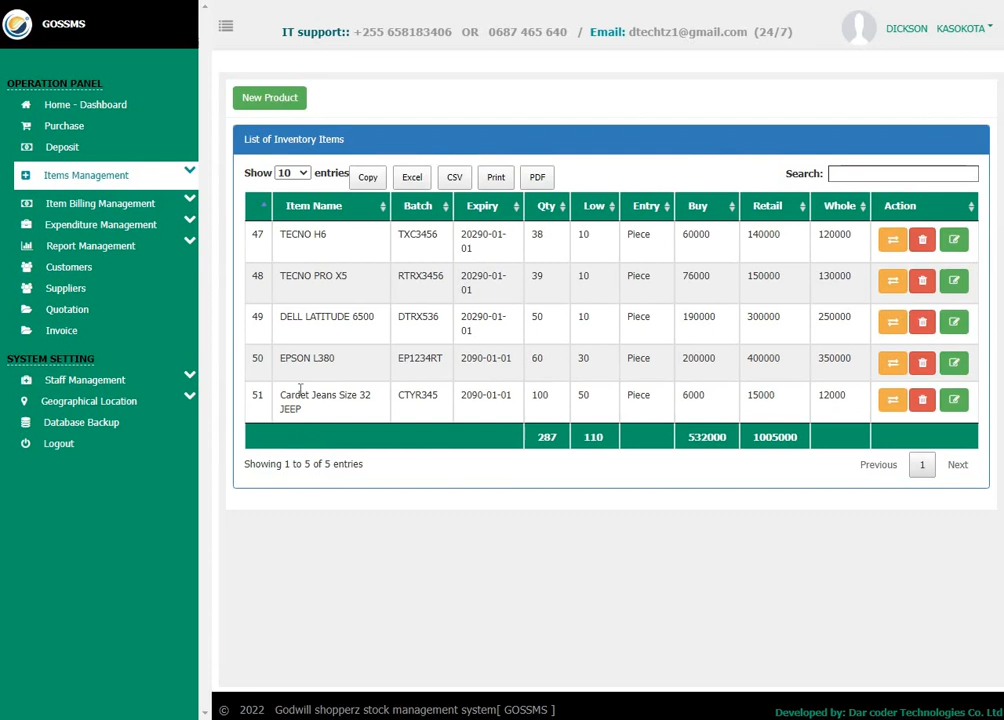 GOSSMS
IT support:: +255 658183406 OR 0687 465 640 / Email: dtechtz1@gmail.com (24/7)
DICKSON KASOKOTA
OPERATION PANEL
Home - Dashboard
Purchase
Deposit
Items Management
Item Billing Management
Expenditure Management
Report Management
Customers
Suppliers
Quotation
Invoice
SYSTEM SETTING
Staff Management
Geographical Location
Database Backup
Logout
New Product
List of Inventory Items
Show 10 entries Copy Excel CSV Print PDF Search:
Item Name Batch Expiry Qty Low Entry Buy Retail Whole Action
47 TECNO H6 TXC3456 20290-01- 38 10 Piece 60000 140000 120000
01
48 TECNO PRO X5 RTRX3456 20290-01- 39 10 Piece 76000 150000 130000
01
49 DELL LATITUDE 6500 DTRX536 20290-01- 50 10 Piece 190000 300000 250000
01
50 EPSON L380 EP1234RT 2090-01-01 60 30 Piece 200000 400000 350000
51 Cardet Jeans Size 32 CTYR345 2090-01-01 100 50 Piece 6000 15000 12000
JEEP
287 110 532000 1005000
Showing 1 to 5 of 5 entries
Previous 1 Next
© 2022 Godwill shopperz stock management system[ GOSSMS ]
Developed by: Dar coder Technologies Co. Ltd